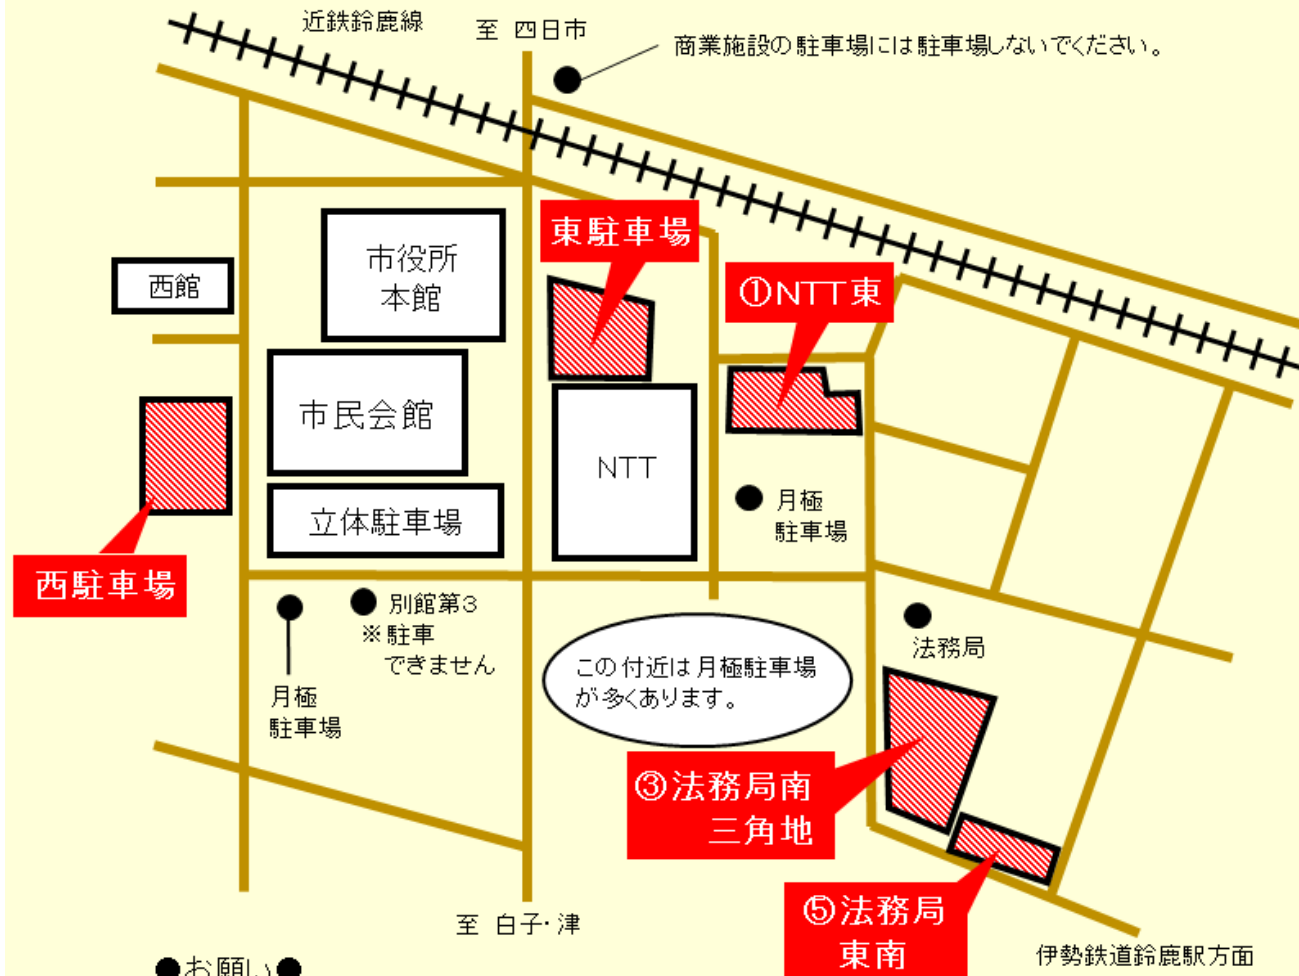 近鉄鈴鹿線
至 四日市
商業施設の駐車場には駐車場しないでください。
東駐車場
市役所
本館
西館
①NTT東
市民会館
NTT
立体駐車場
月極
駐車場
西駐車場
別館第3
※駐車
できません
月極
駐車場
この付近は月極駐車場
が多くあります。
法務局
③法務局南
三角地
⑤法務局
東南
至 白子・津
伊勢鉄道鈴鹿駅方面
●お願い●